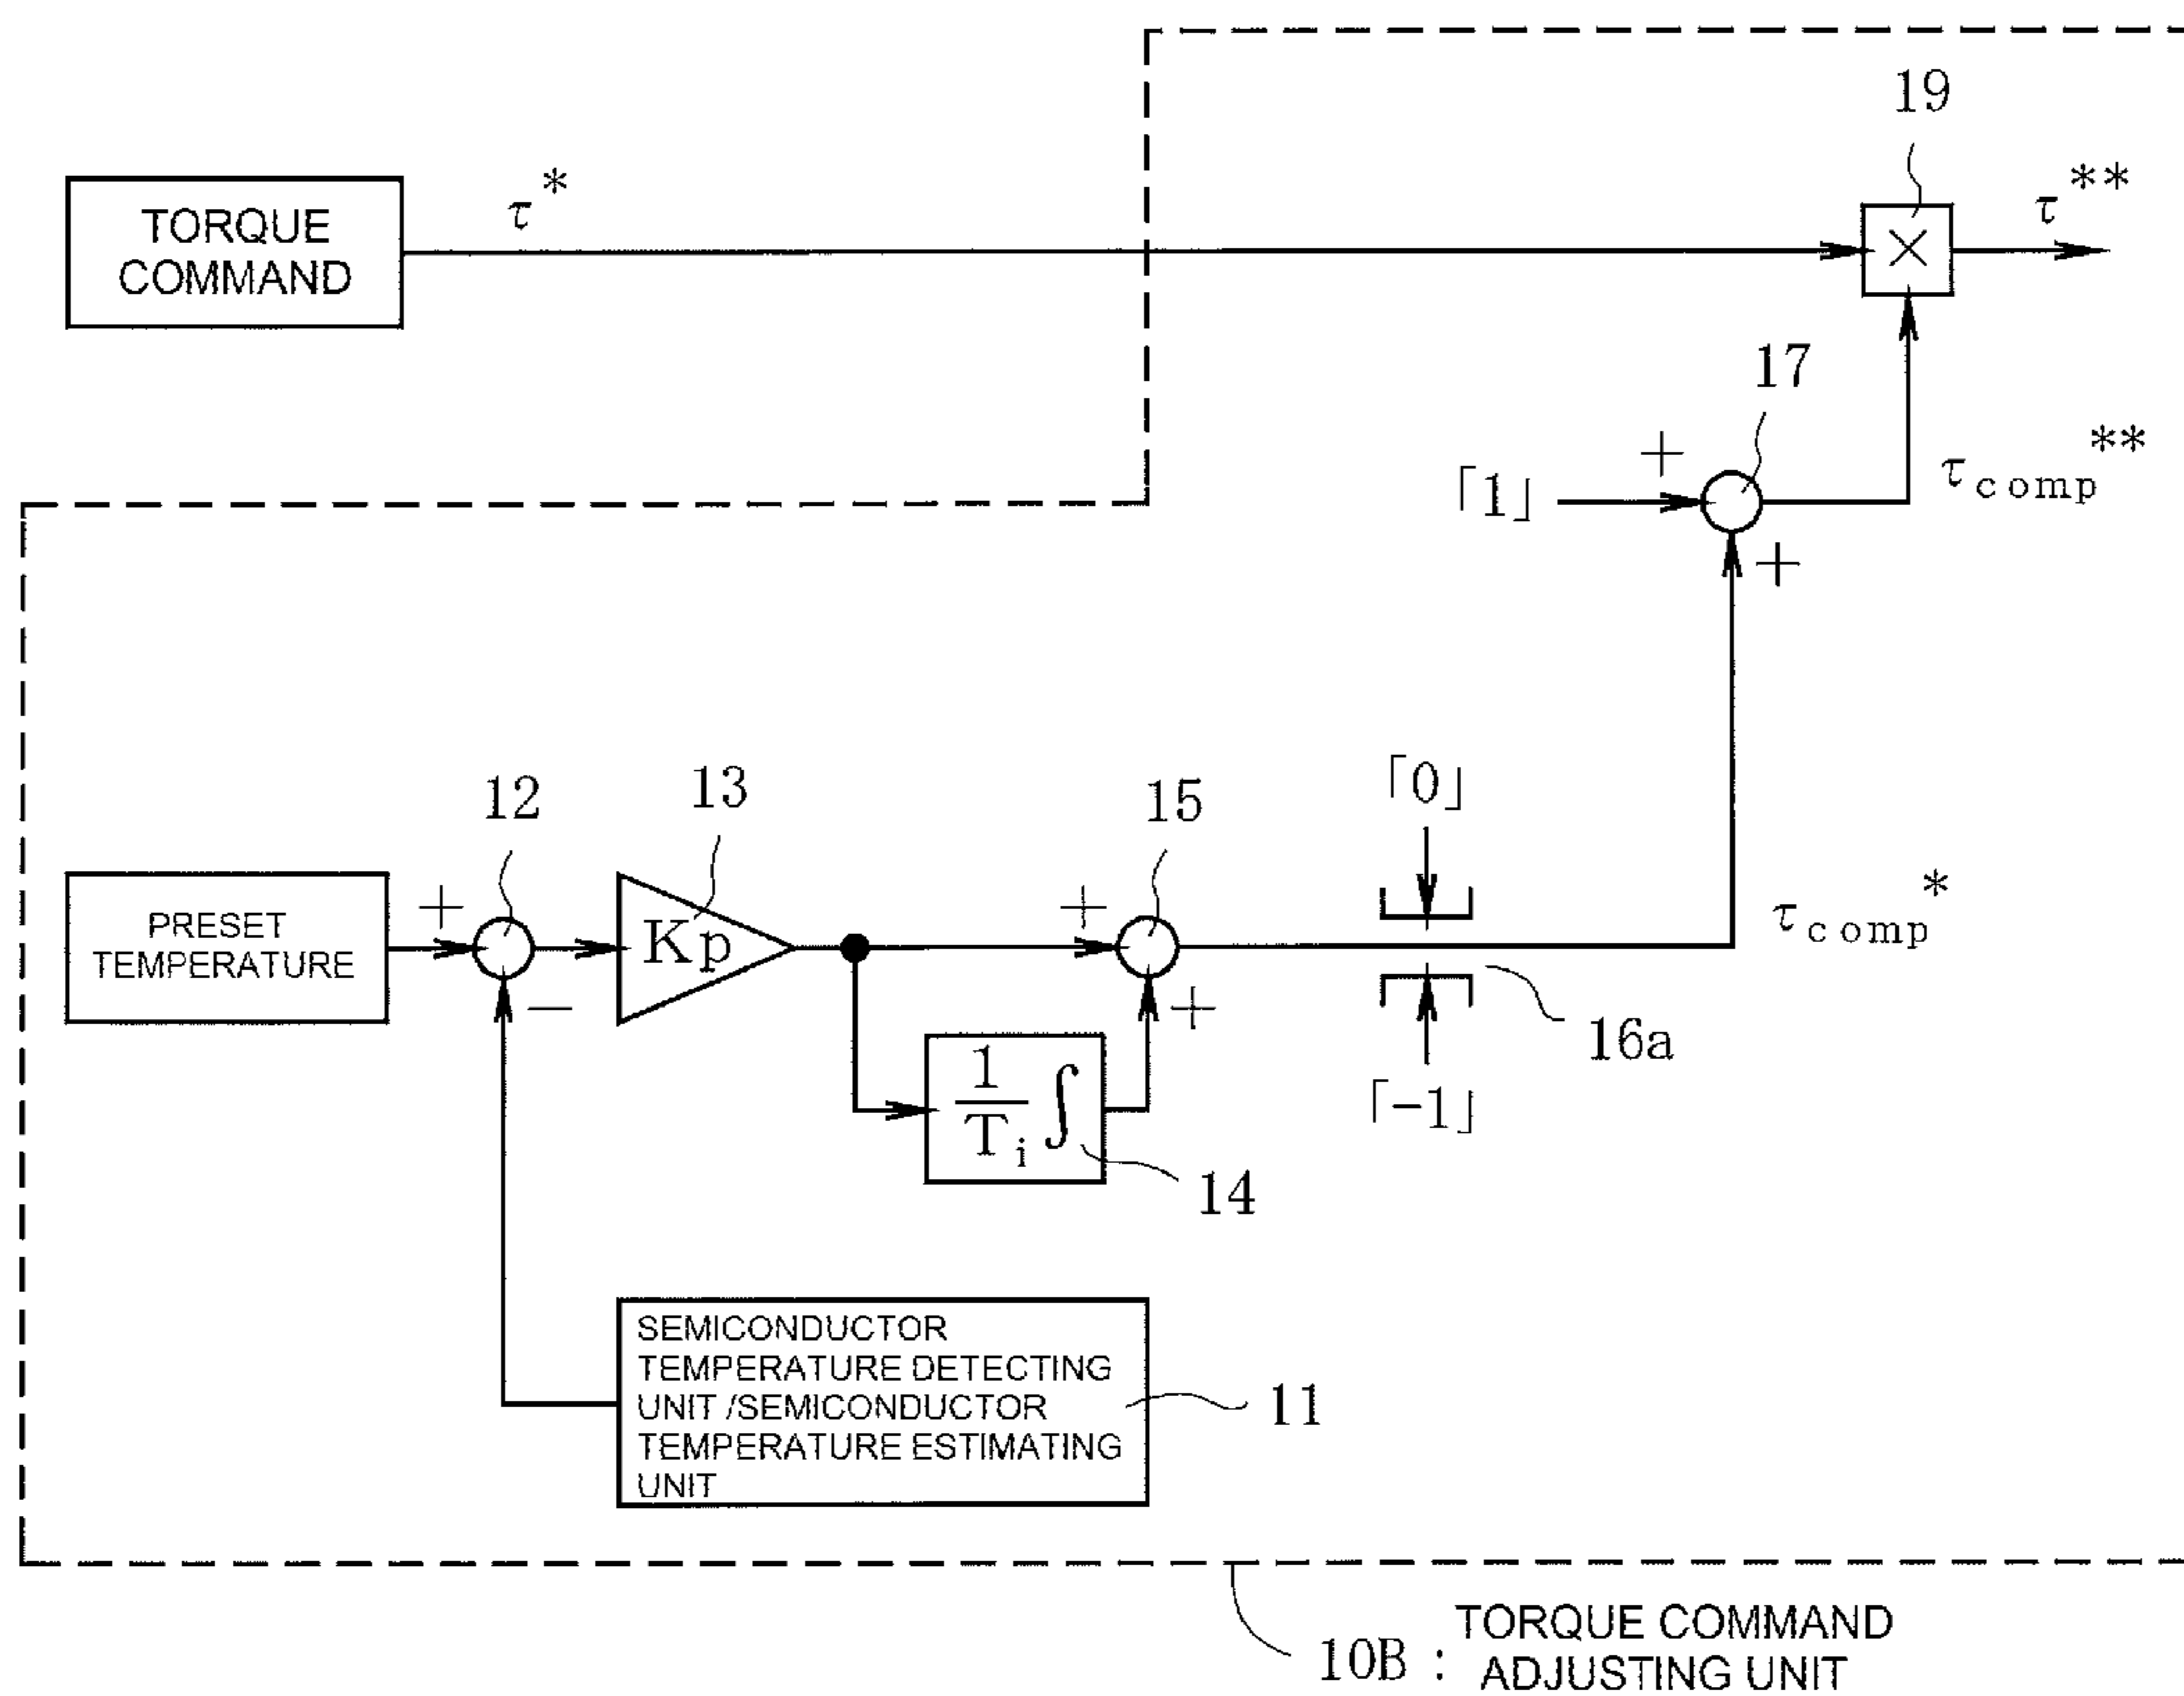 19
TORQUE
COMMAND
τ*
×
τ**
17
「1」
+
+
τcomp**
12
13
15
「0」
PRESET
TEMPERATURE
+
−
Kp
+
+
τcomp*
16a
「-1」
1
Ti
∫
14
SEMICONDUCTOR
TEMPERATURE DETECTING
UNIT /SEMICONDUCTOR
TEMPERATURE ESTIMATING
UNIT
11
10B : TORQUE COMMAND
ADJUSTING UNIT